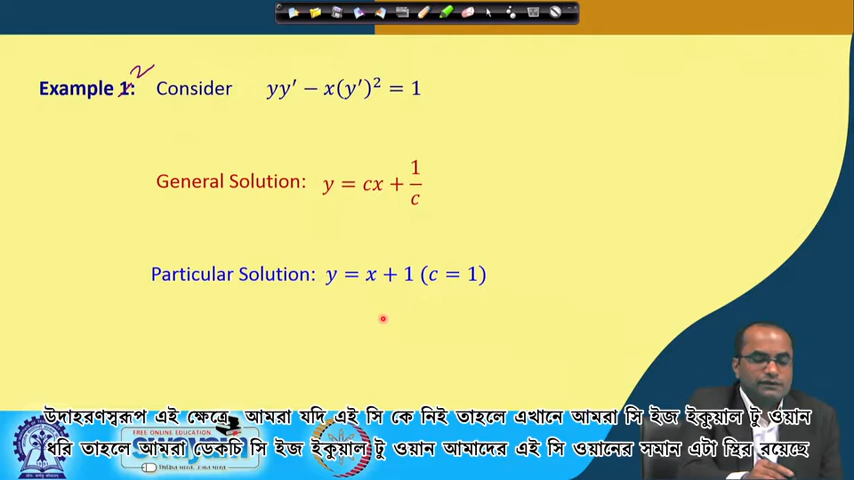 Example 1: 2 Consider yy′ − x(y′)² = 1
General Solution: y = cx + 1/c
Particular Solution: y = x + 1 (c = 1)
উদাহরণস্বরূপ এই ক্ষেত্রে, আমরা যদি এই সি কে নিই তাহলে এখানে আমরা সি ইজ ইকুয়াল টু ওয়ান
ধরি তাহলে আমরা ডেকচি সি ইজ ইকুয়াল টু ওয়ান আমাদের এই সি ওয়ানের সমান এটা স্থির রয়েছে
FREE ONLINE EDUCATION
swayam